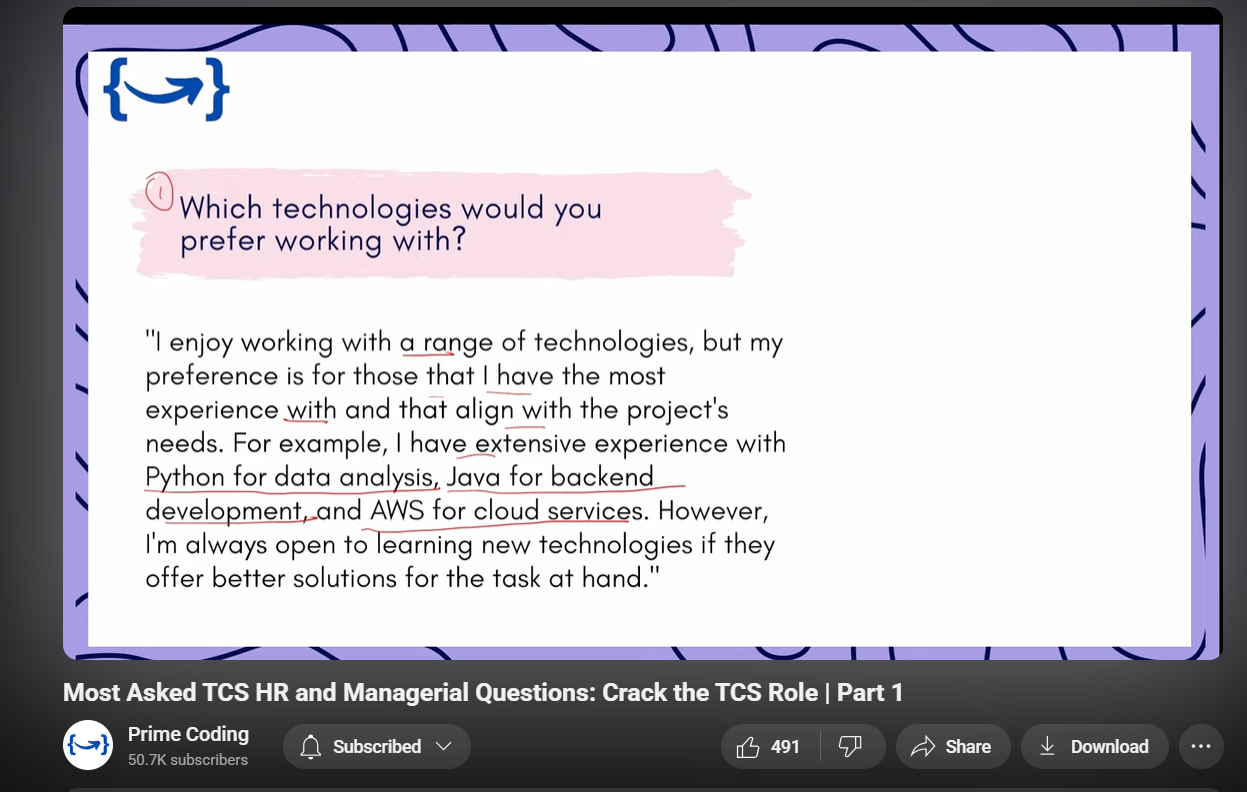 1
Which technologies would you
prefer working with?
"I enjoy working with a range of technologies, but my
preference is for those that I have the most
experience with and that align with the project's
needs. For example, I have extensive experience with
Python for data analysis, Java for backend
development, and AWS for cloud services. However,
I'm always open to learning new technologies if they
offer better solutions for the task at hand."
Most Asked TCS HR and Managerial Questions: Crack the TCS Role | Part 1
Prime Coding
50.7K subscribers
Subscribed
491
Share
Download